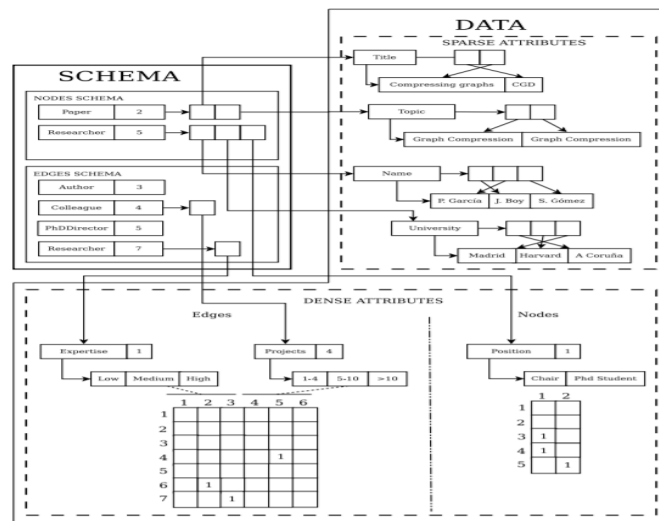 DATA
SPARSE ATTRIBUTES
Title
Compressing graphs CGD
SCHEMA
NODES SCHEMA
Paper 2
Topic
Researcher 5
Graph Compression Graph Compression
EDGES SCHEMA
Name
Author 3
P. García J. Boy S. Gómez
Colleague 4
University
PhDDirector 5
Researcher 7
Madrid Harvard A Coruña
DENSE ATTRIBUTES
Edges Nodes
Expertise 1 Projects 4 Position 1
Low Medium High 1-4 5-10 >10 Chair Phd Student
1 2 3 4 5 6 1 2
1 1
2 2
3 3 1
4 1 4 1
5 5 1
6 1
7 1